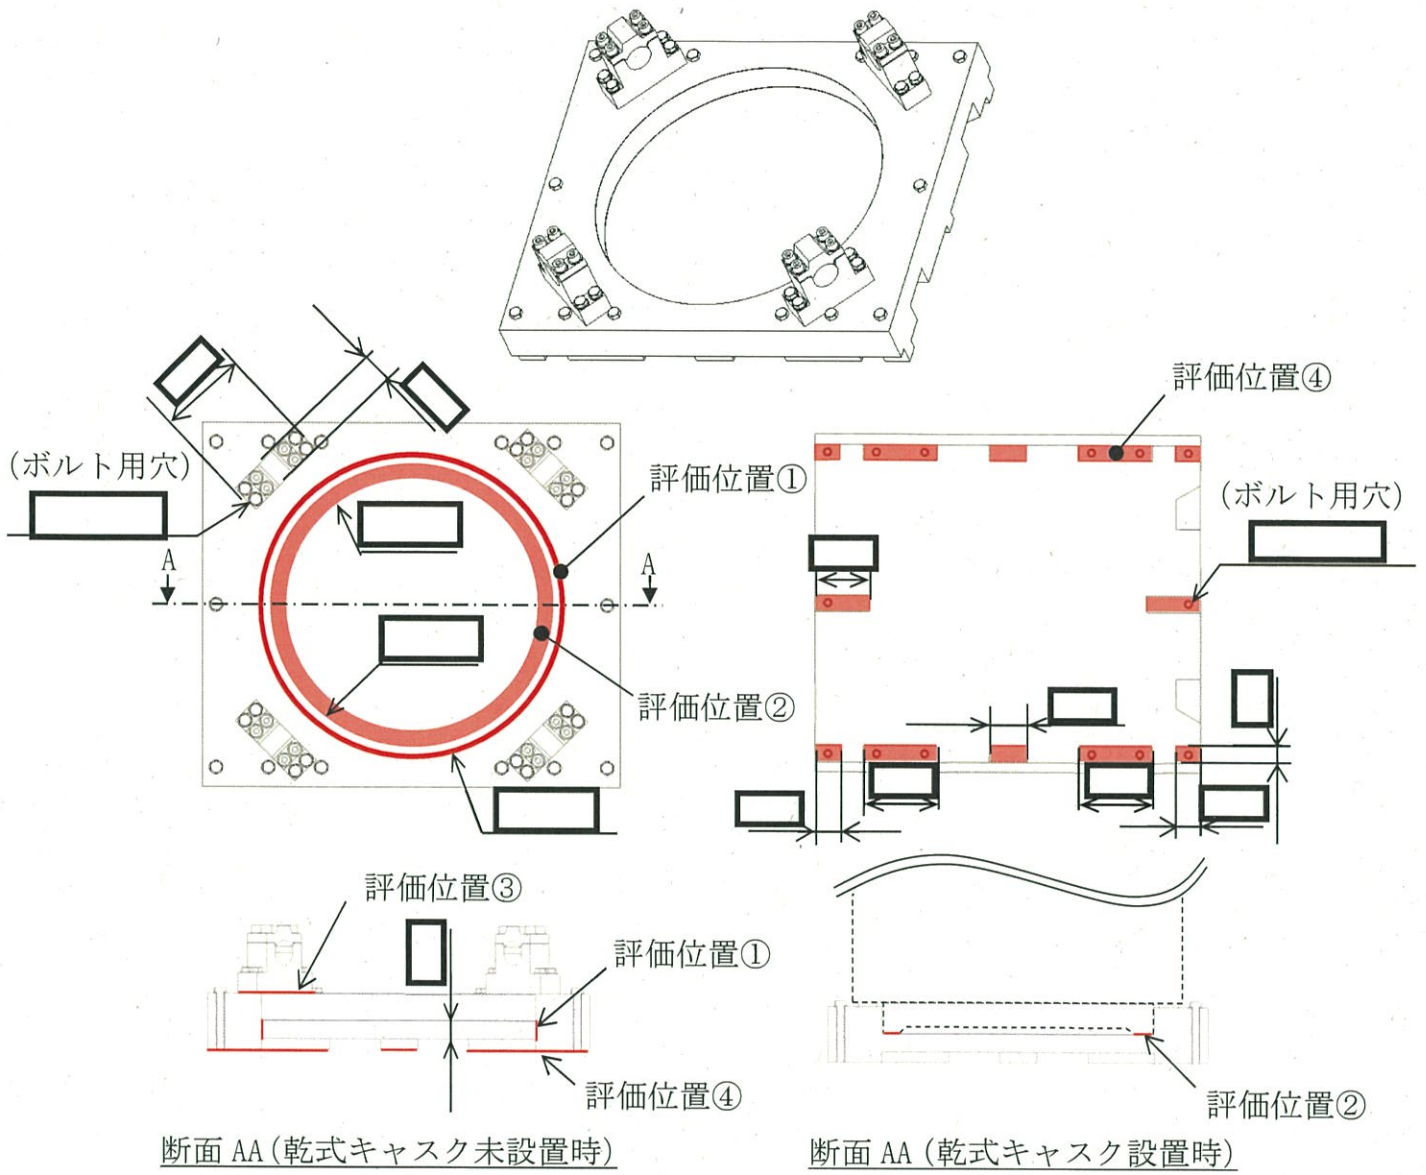 評価位置④
(ボルト用穴)
評価位置①
(ボルト用穴)
A
A
評価位置②
評価位置③
評価位置①
評価位置④
評価位置②
断面 AA(乾式キャスク未設置時)
断面 AA(乾式キャスク設置時)